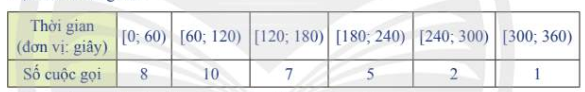 Thời gian
(đơn vị: giây) [0; 60) [60; 120) [120; 180) [180; 240) [240; 300) [300; 360)
Số cuộc gọi 8 10 7 5 2 1